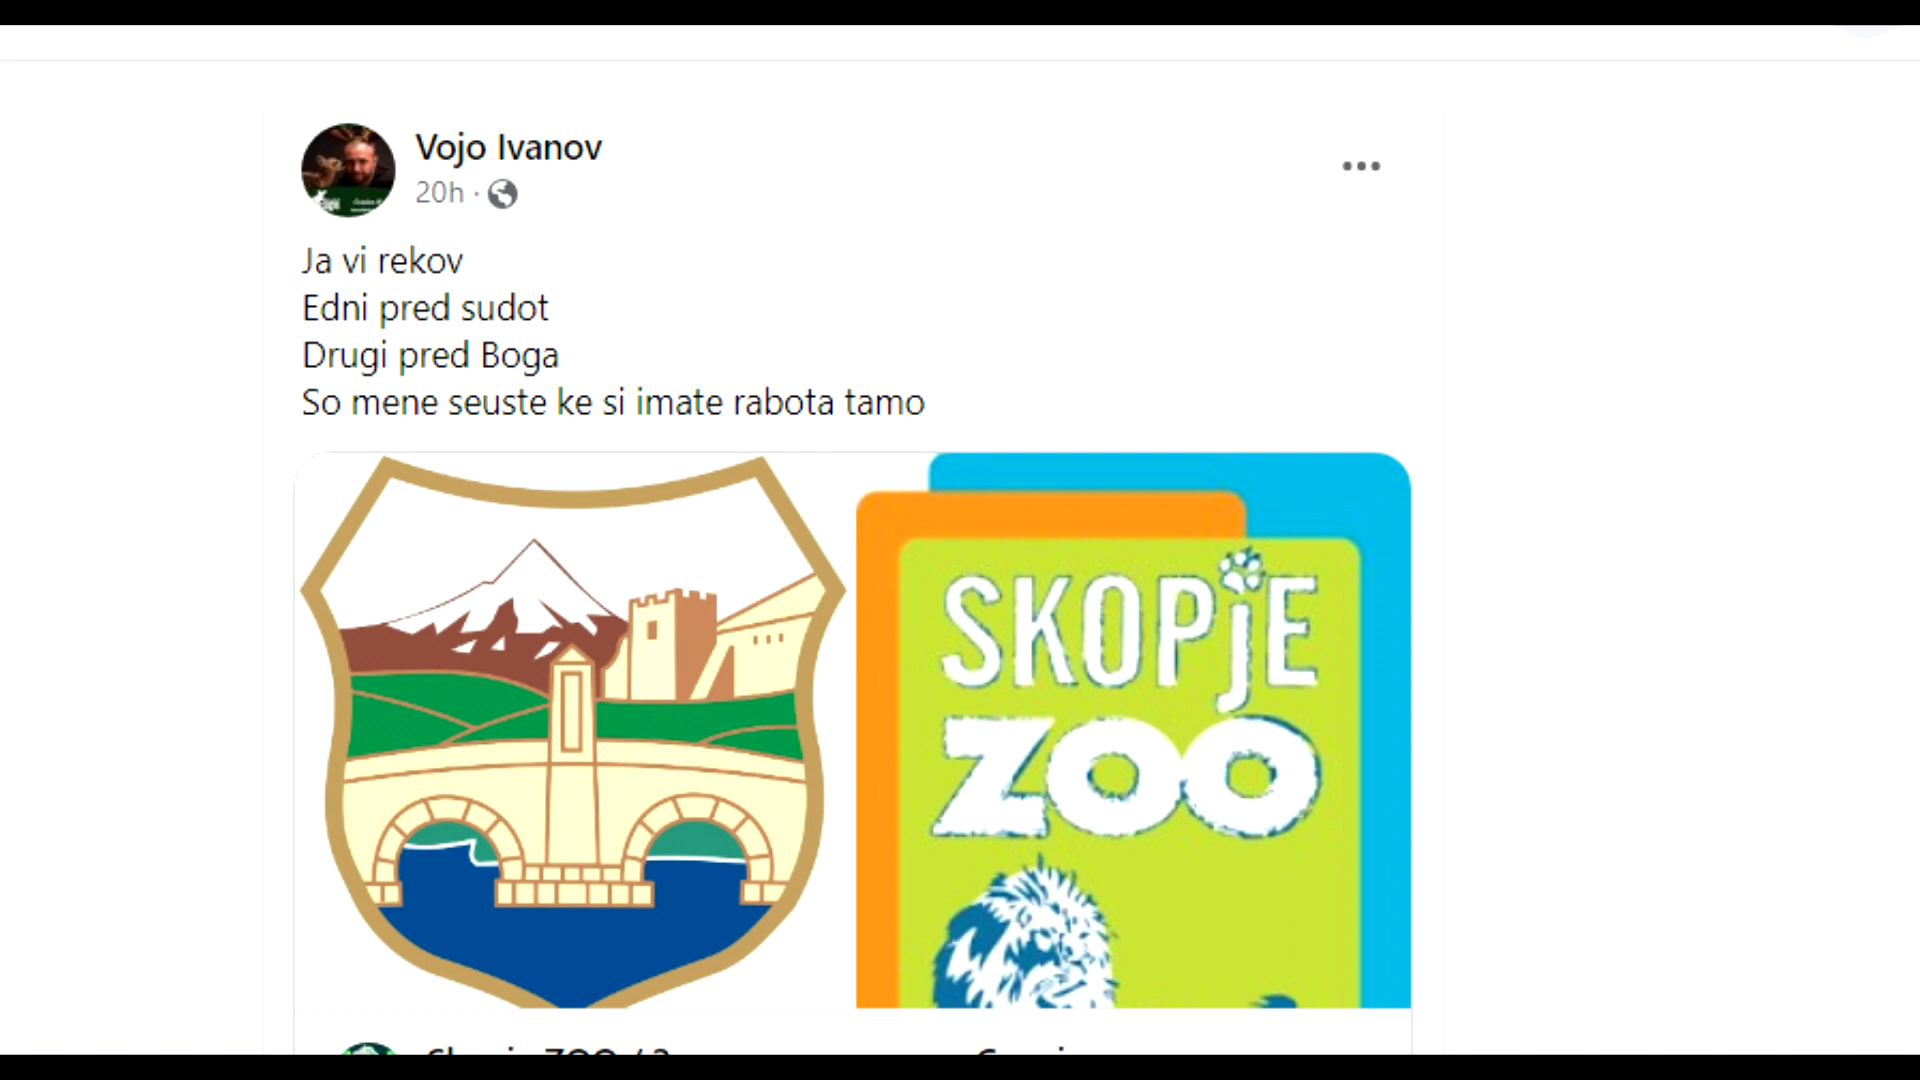 Vojo Ivanov
20h ·
Ja vi rekov
Edni pred sudot
Drugi pred Boga
So mene seuste ke si imate rabota tamo
SKOPjE
ZOO